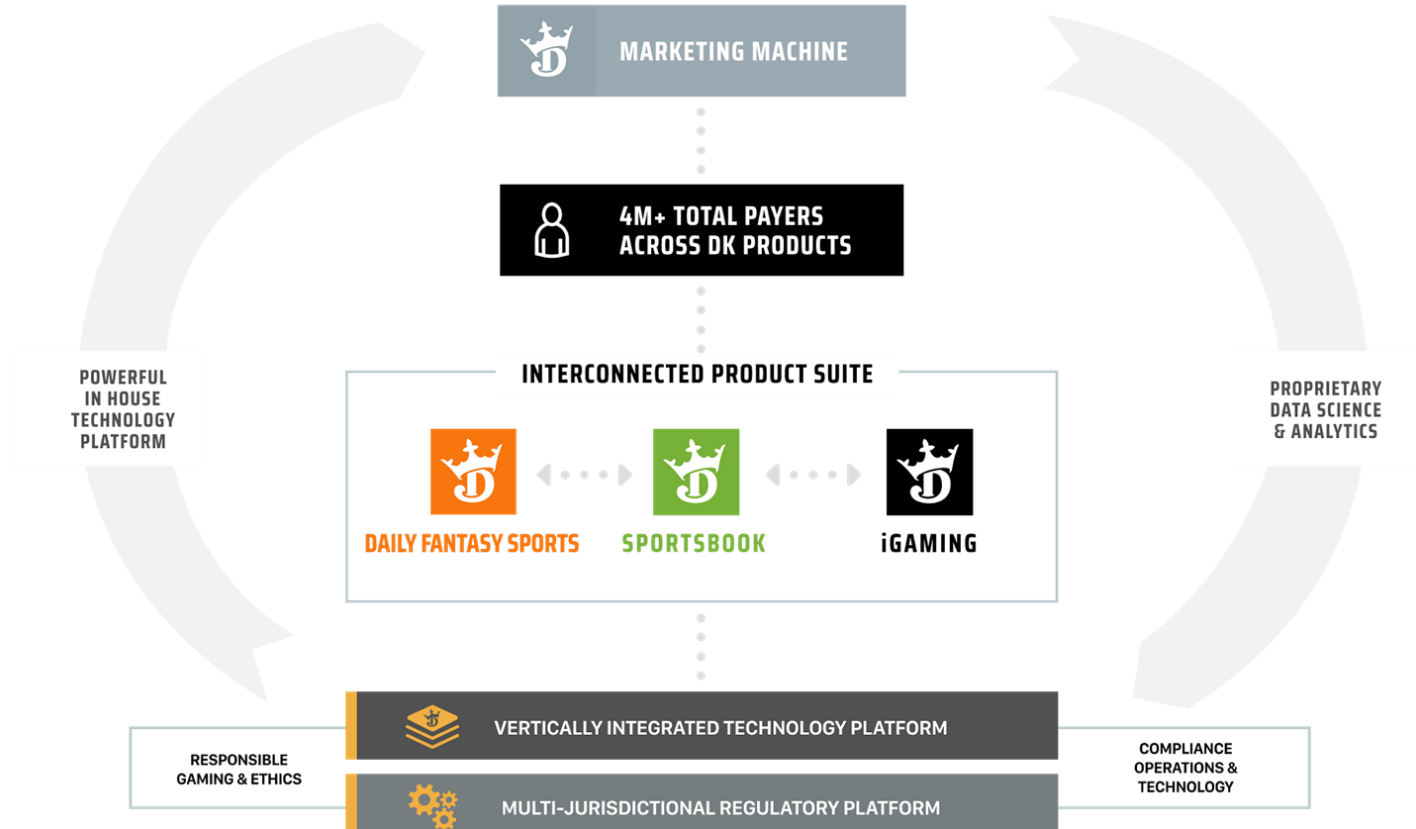 MARKETING MACHINE
4M+ TOTAL PAYERS
ACROSS DK PRODUCTS
POWERFUL
IN HOUSE
TECHNOLOGY
PLATFORM
INTERCONNECTED PRODUCT SUITE
PROPRIETARY
DATA SCIENCE
& ANALYTICS
DAILY FANTASY SPORTS
SPORTSBOOK
iGAMING
VERTICALLY INTEGRATED TECHNOLOGY PLATFORM
RESPONSIBLE
GAMING & ETHICS
COMPLIANCE
OPERATIONS &
TECHNOLOGY
MULTI-JURISDICTIONAL REGULATORY PLATFORM